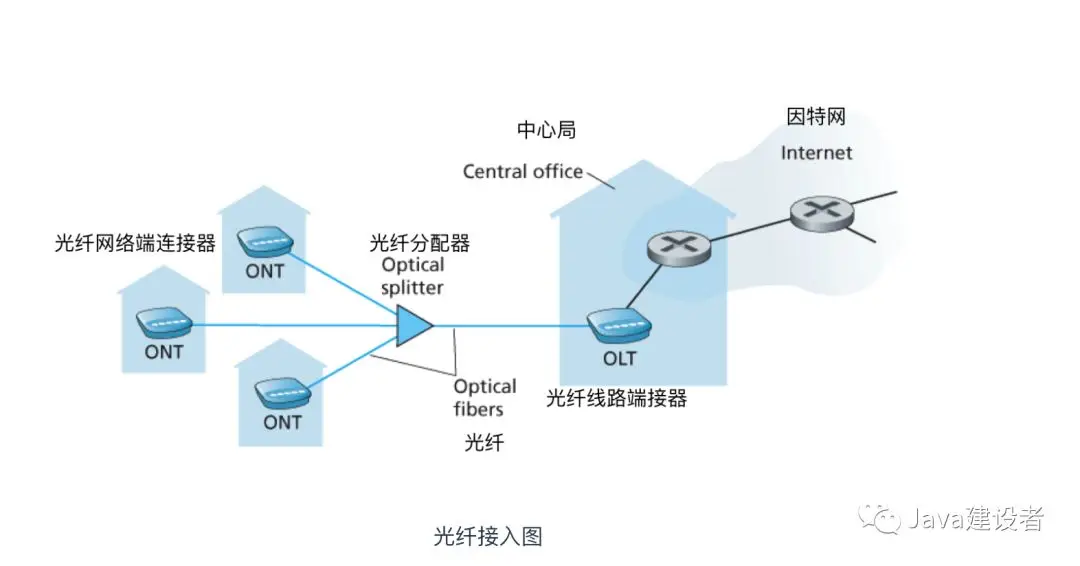 因特网
Internet
中心局
Central office
光纤网络端连接器
ONT
ONT
ONT
光纤分配器
Optical
splitter
Optical
fibers
光纤
OLT
光纤线路端接器
光纤接入图
Java建设者